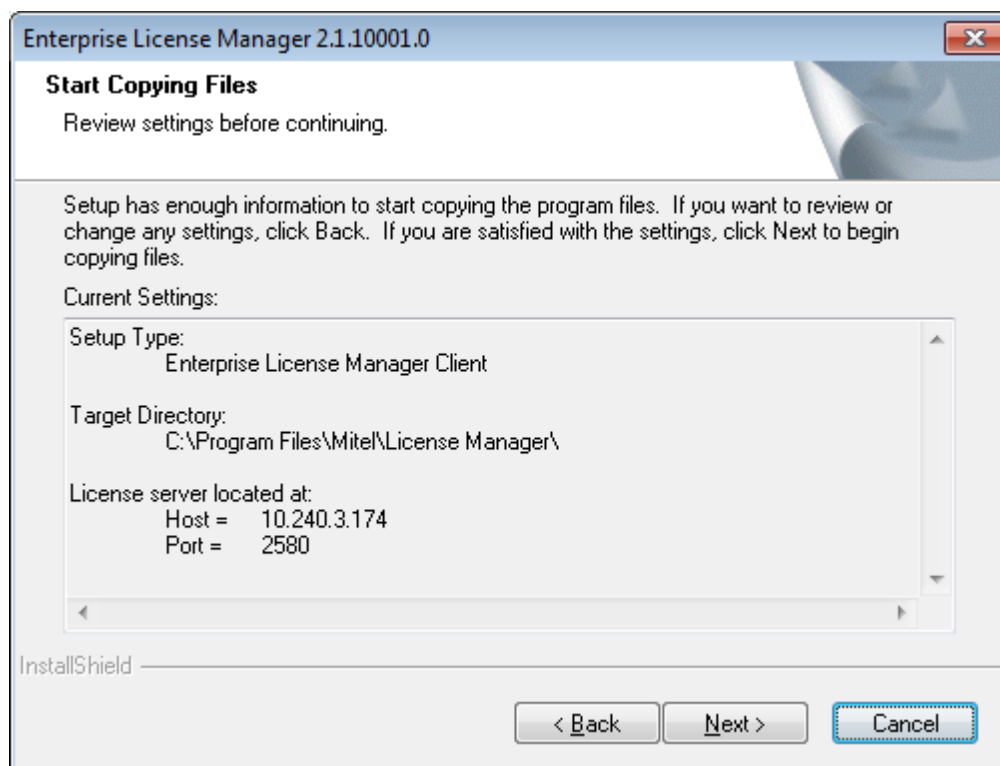 Enterprise License Manager 2.1.10001.0
Start Copying Files
Review settings before continuing.
Setup has enough information to start copying the program files.  If you want to review or
change any settings, click Back.  If you are satisfied with the settings, click Next to begin
copying files.
Current Settings:
Setup Type:
Enterprise License Manager Client
Target Directory:
C:\Program Files\Mitel\License Manager\
License server located at:
Host = 10.240.3.174
Port = 2580
InstallShield
< Back
Next >
Cancel